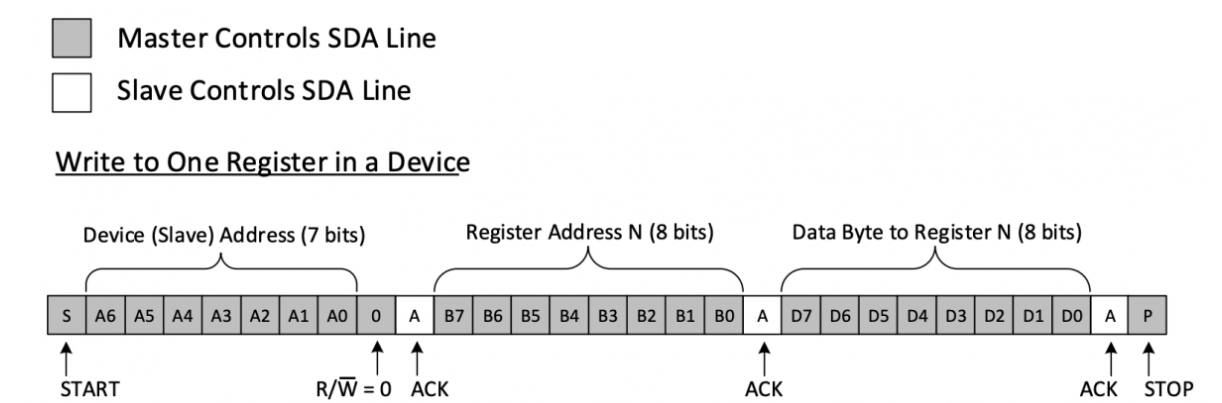 Master Controls SDA Line
Slave Controls SDA Line
Write to One Register in a Device
Device (Slave) Address (7 bits) Register Address N (8 bits) Data Byte to Register N (8 bits)
S A6 A5 A4 A3 A2 A1 A0 0 A B7 B6 B5 B4 B3 B2 B1 B0 A D7 D6 D5 D4 D3 D2 D1 D0 A P
START R/W̅ = 0 ACK ACK ACK STOP